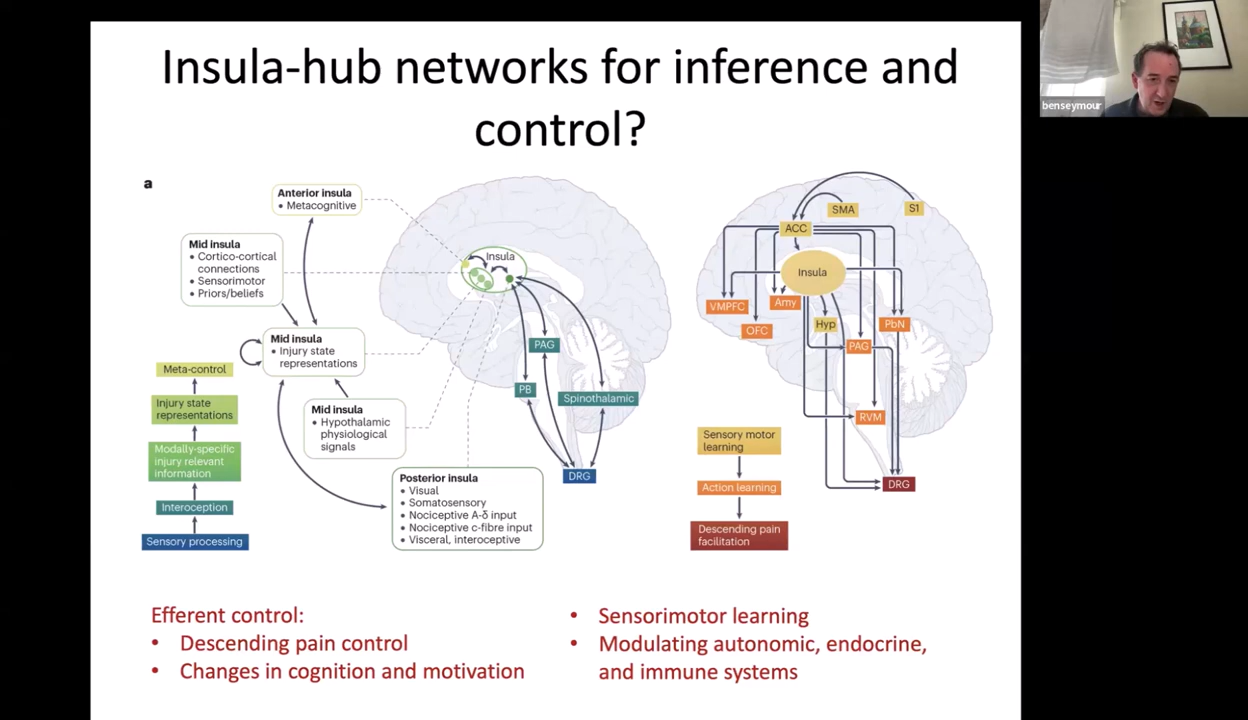 Insula-hub networks for inference and
control?
benseymour
a
Anterior insula
• Metacognitive
Mid insula
• Cortico-cortical
connections
• Sensorimotor
• Priors/beliefs
Mid insula
• Injury state
representations
Mid insula
• Hypothalamic
physiological
signals
Posterior insula
• Visual
• Somatosensory
• Nociceptive A-δ input
• Nociceptive c-fibre input
• Visceral, interoceptive
Meta-control
Injury state
representations
Modally-specific
injury relevant
information
Interoception
Sensory processing
Insula
PAG
PB
Spinothalamic
DRG
S1
SMA
ACC
Insula
VMPFC
Amy
OFC
Hyp
PbN
PAG
RVM
DRG
Sensory motor
learning
Action learning
Descending pain
facilitation
Efferent control:
• Descending pain control
• Changes in cognition and motivation
• Sensorimotor learning
• Modulating autonomic, endocrine,
and immune systems